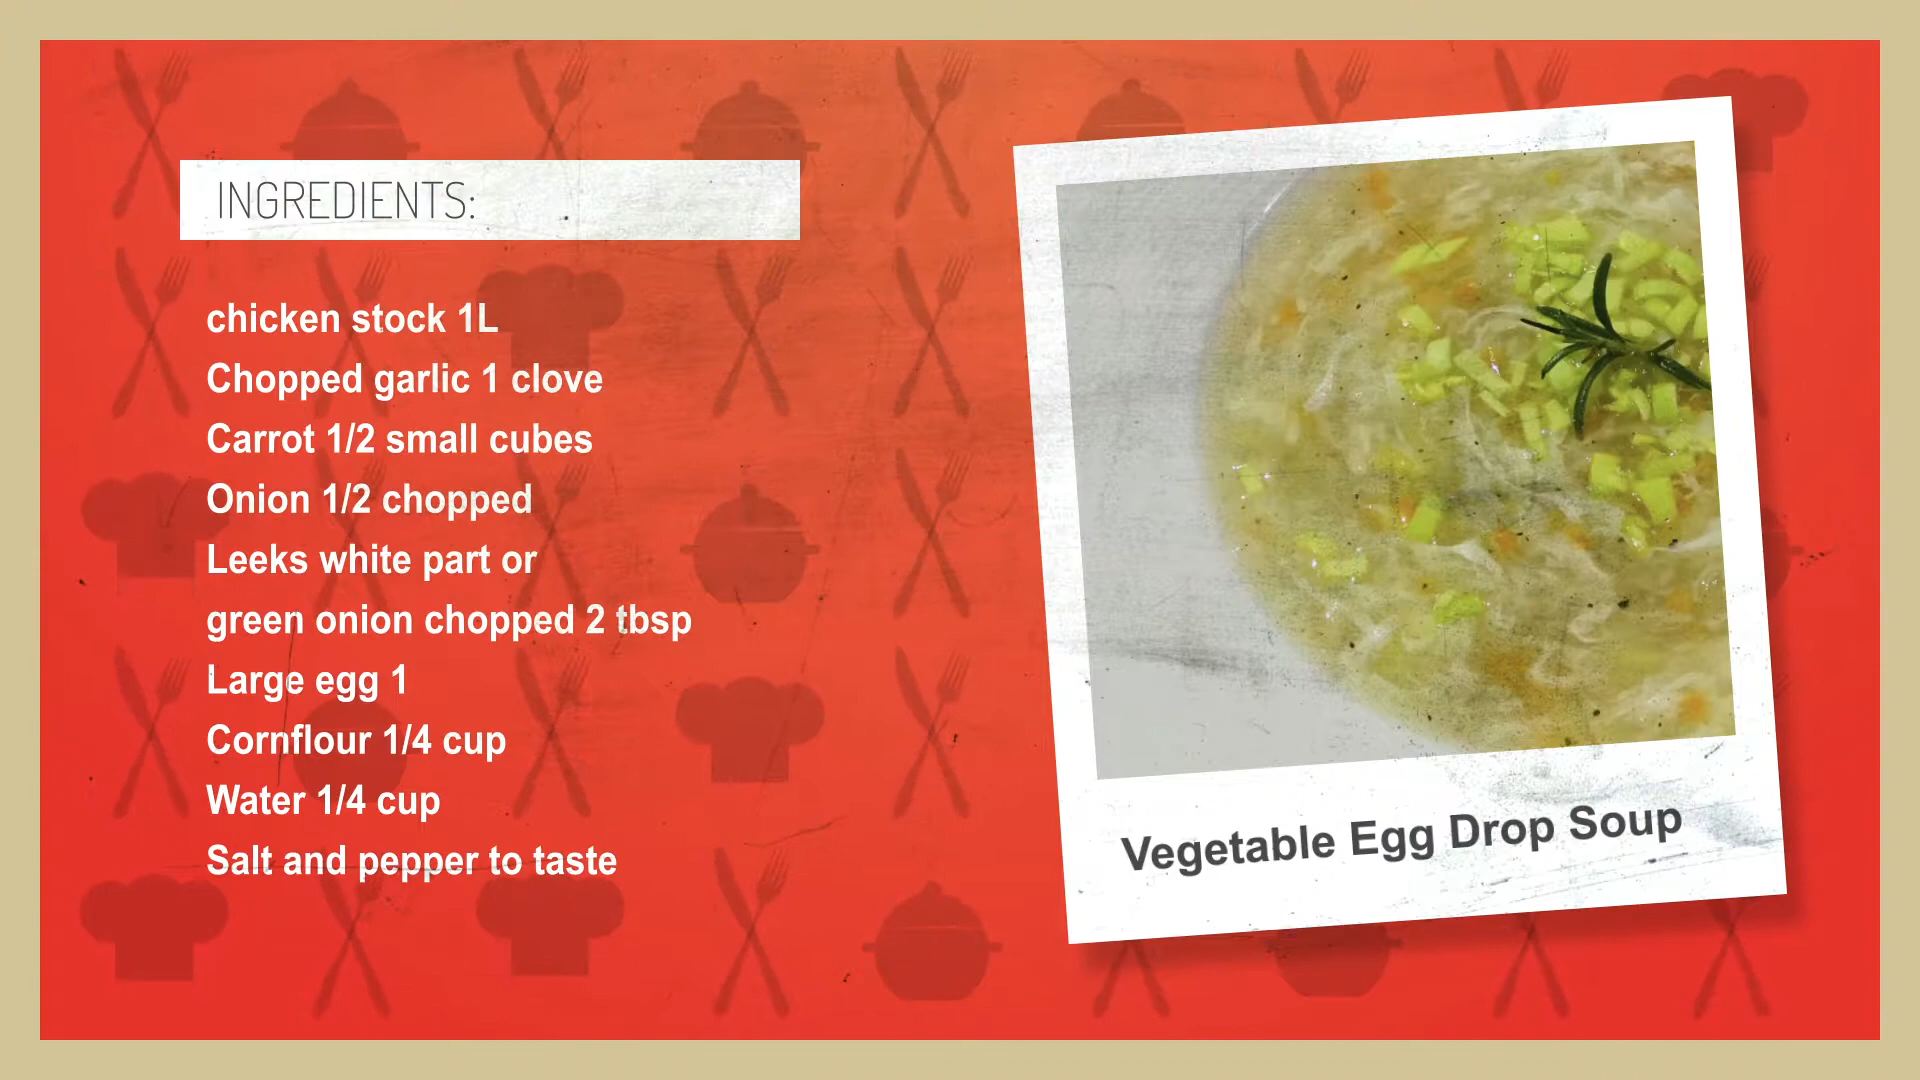 INGREDIENTS:
chicken stock 1L
Chopped garlic 1 clove
Carrot 1/2 small cubes
Onion 1/2 chopped
Leeks white part or
green onion chopped 2 tbsp
Large egg 1
Cornflour 1/4 cup
Water 1/4 cup
Salt and pepper to taste
Vegetable Egg Drop Soup